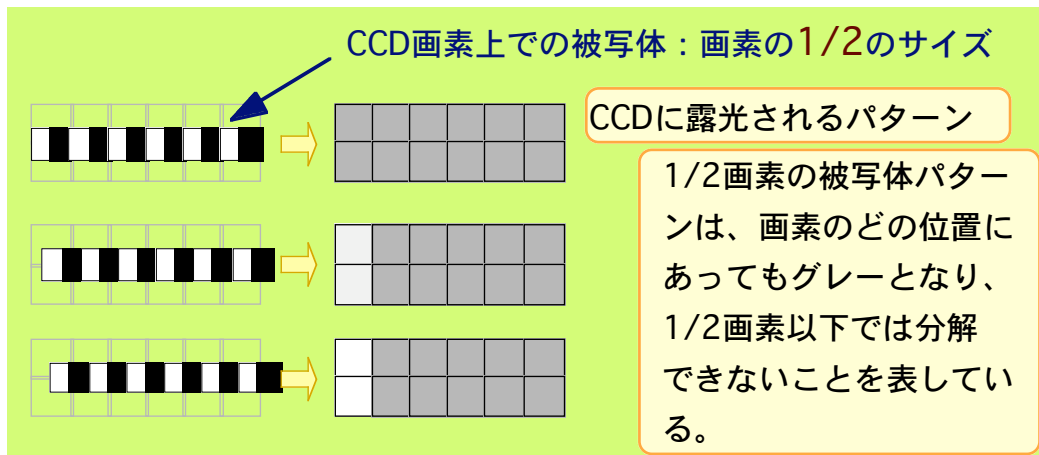 CCD画素上での被写体：画素の1/2のサイズ
CCDに露光されるパターン
1/2画素の被写体パター
ンは、画素のどの位置に
あってもグレーとなり、
1/2画素以下では分解
できないことを表してい
る。